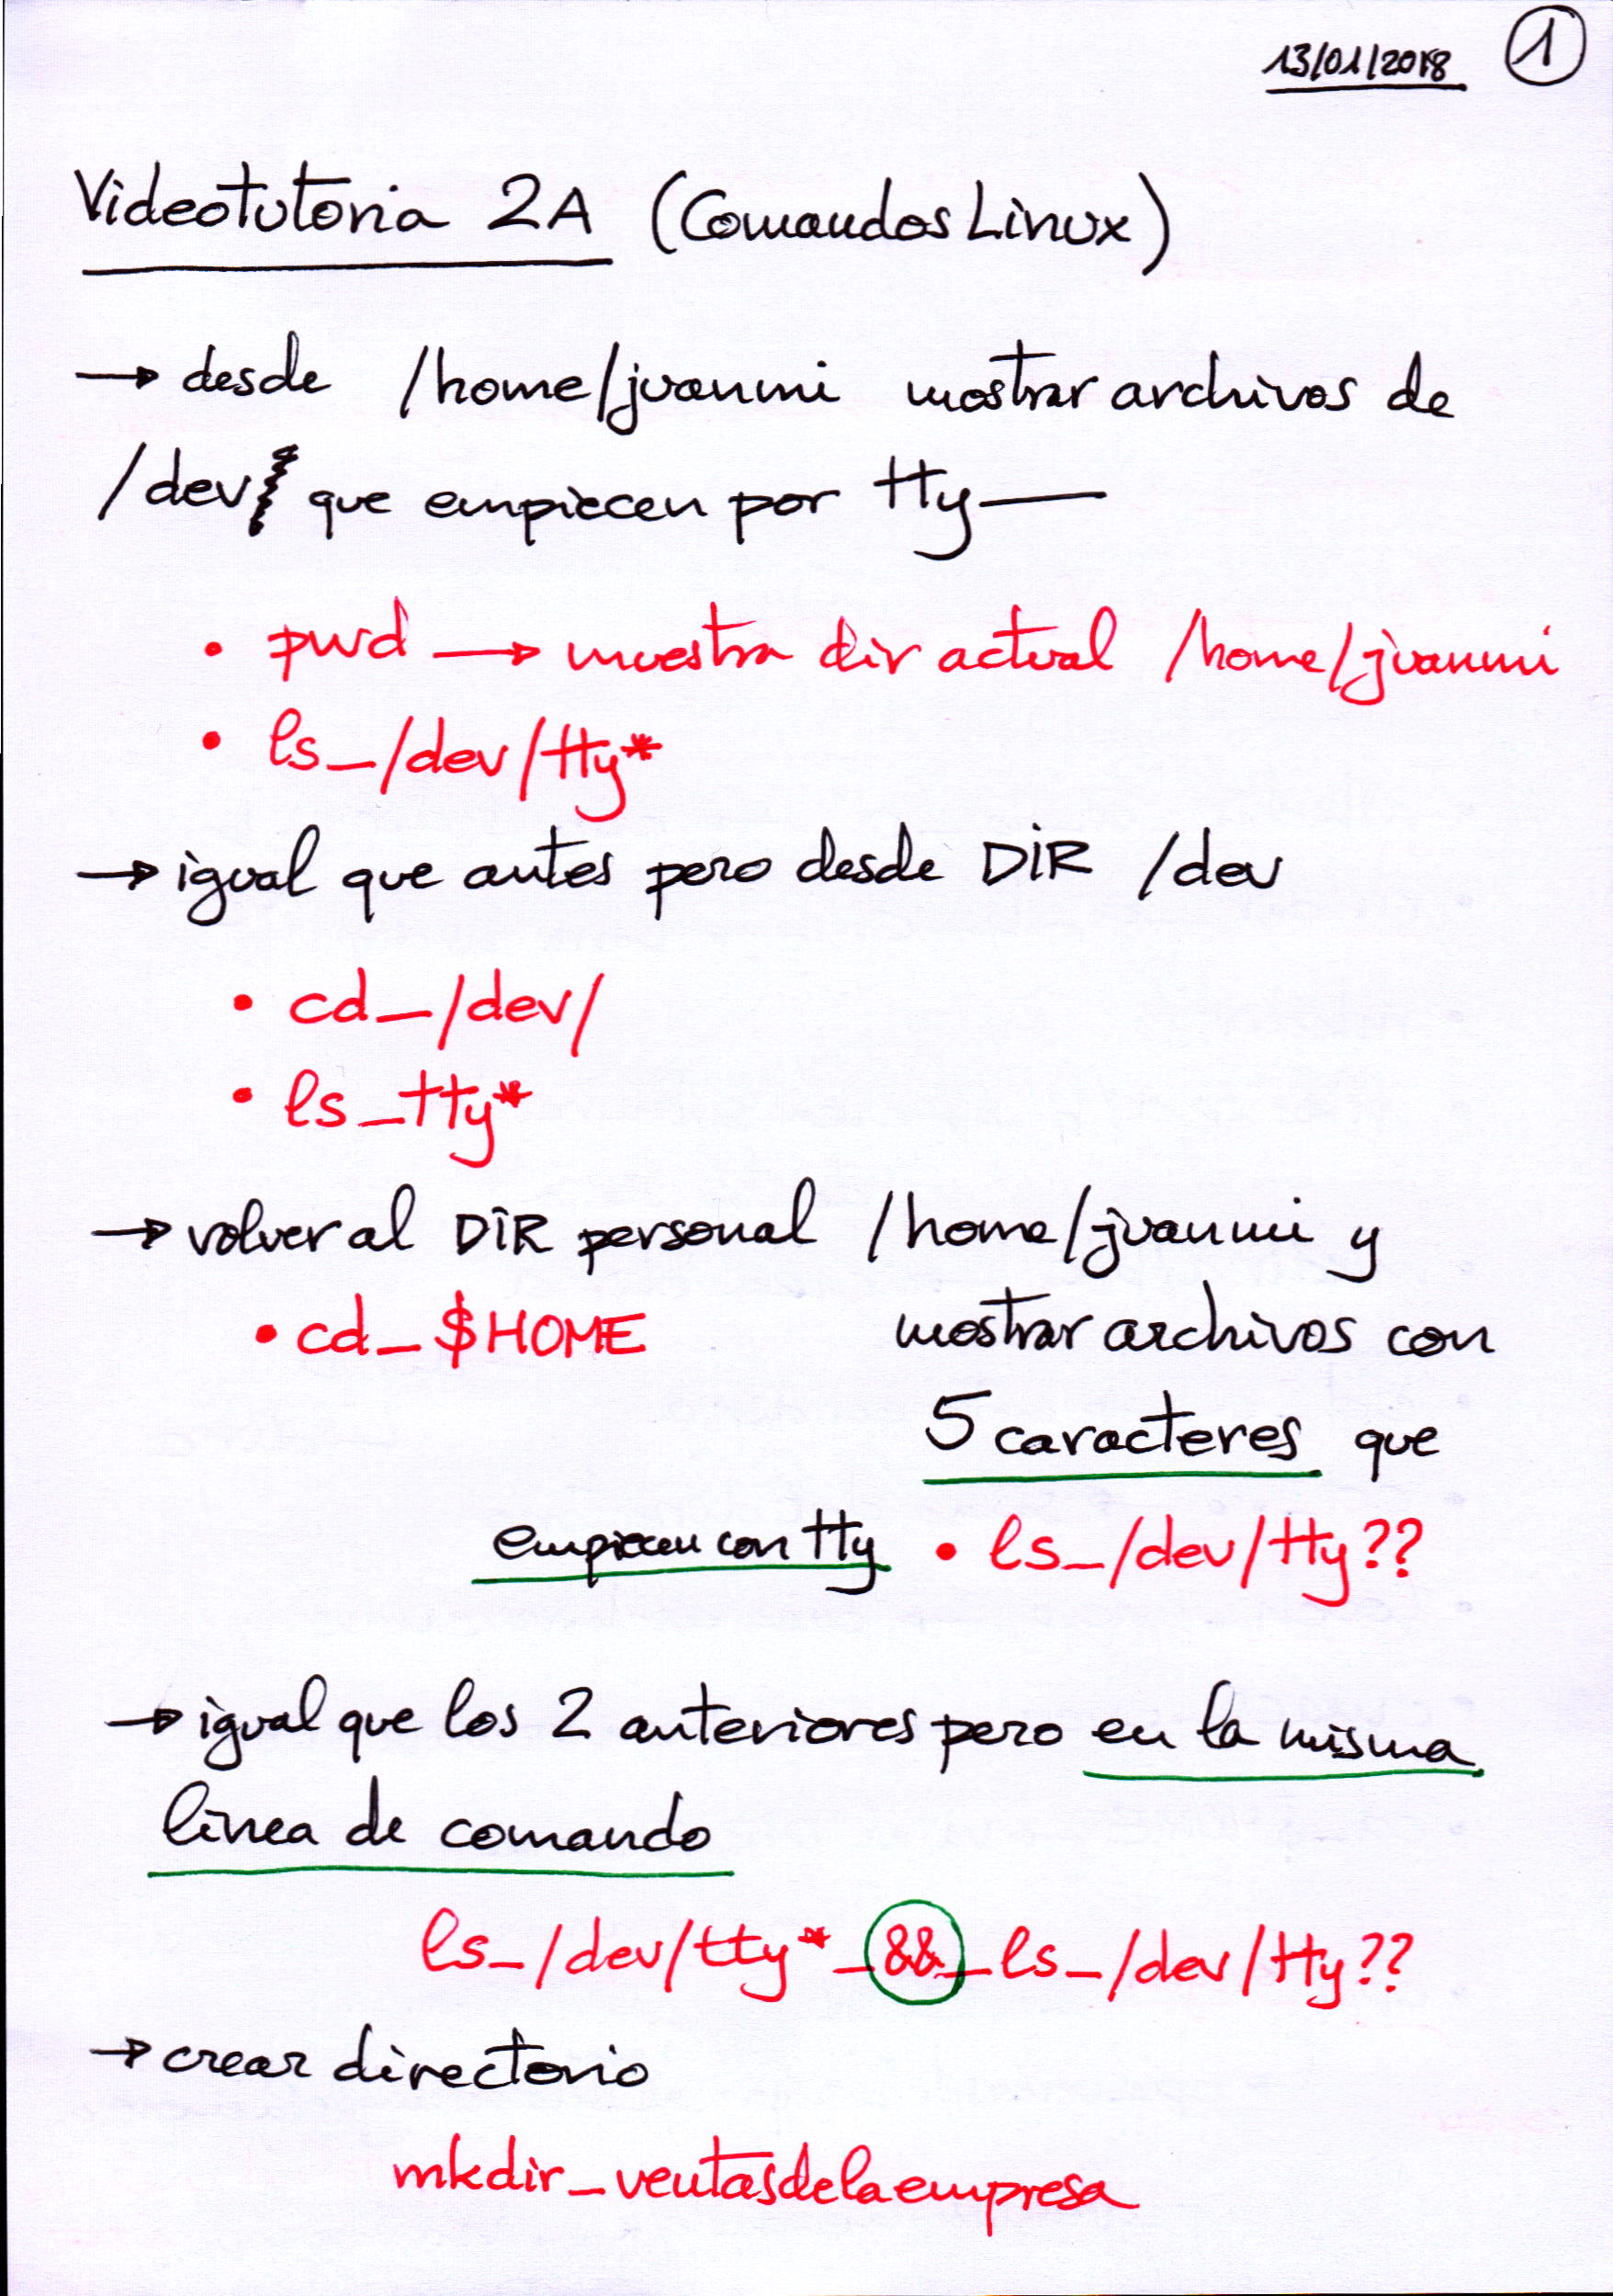 13/01/2018 1
Videotutoria 2A (Comandos Linux)
→ desde /home/juanmi mostrar archivos de
/dev que empiecen por tty—
• pwd → muestra dir actual /home/juanmi
• ls_/dev/tty*
→ igual que antes pero desde DIR /dev
• cd_/dev/
• ls_tty*
→ volver al DIR personal /home/juanmi y
• cd_$HOME mostrar archivos con
5 caracteres que
empiecen con tty • ls_/dev/tty??
→ igual que los 2 anteriores pero en la misma
línea de comando
ls_/dev/tty*_&&_ls_/dev/tty??
→ crear directorio
mkdir_ventasdelaempresa